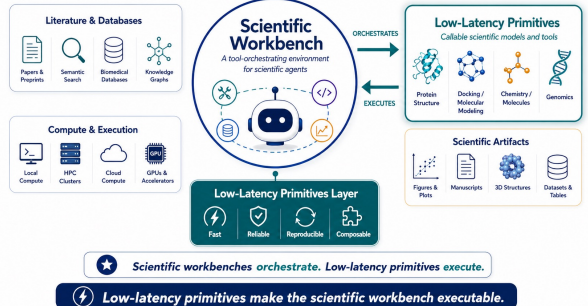 Literature & Databases
Papers &
Preprints
Semantic
Search
Biomedical
Databases
Knowledge
Graphs
Compute & Execution
Local
Compute
HPC
Clusters
Cloud
Compute
GPU
GPUs &
Accelerators
Scientific
Workbench
A tool-orchestrating environment
for scientific agents
</>
ORCHESTRATES
EXECUTES
Low-Latency Primitives
Callable scientific models and tools
Protein
Structure
Docking /
Molecular
Modeling
Chemistry /
Molecules
Genomics
Scientific Artifacts
Figures &
Plots
Manuscripts
3D Structures
Datasets &
Tables
Low-Latency Primitives Layer
Fast
Reliable
Reproducible
Composable
Scientific workbenches orchestrate. Low-latency primitives execute.
Low-latency primitives make the scientific workbench executable.